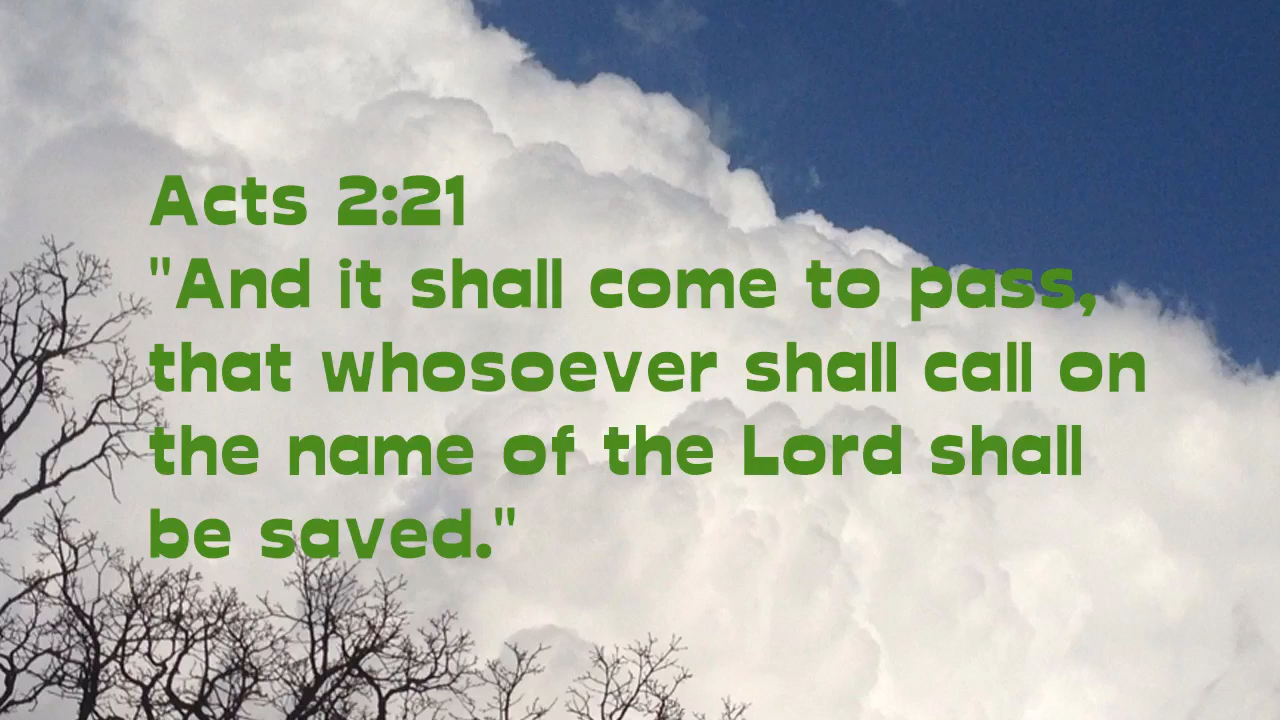 Acts 2:21
"And it shall come to pass,
that whosoever shall call on
the name of the Lord shall
be saved."